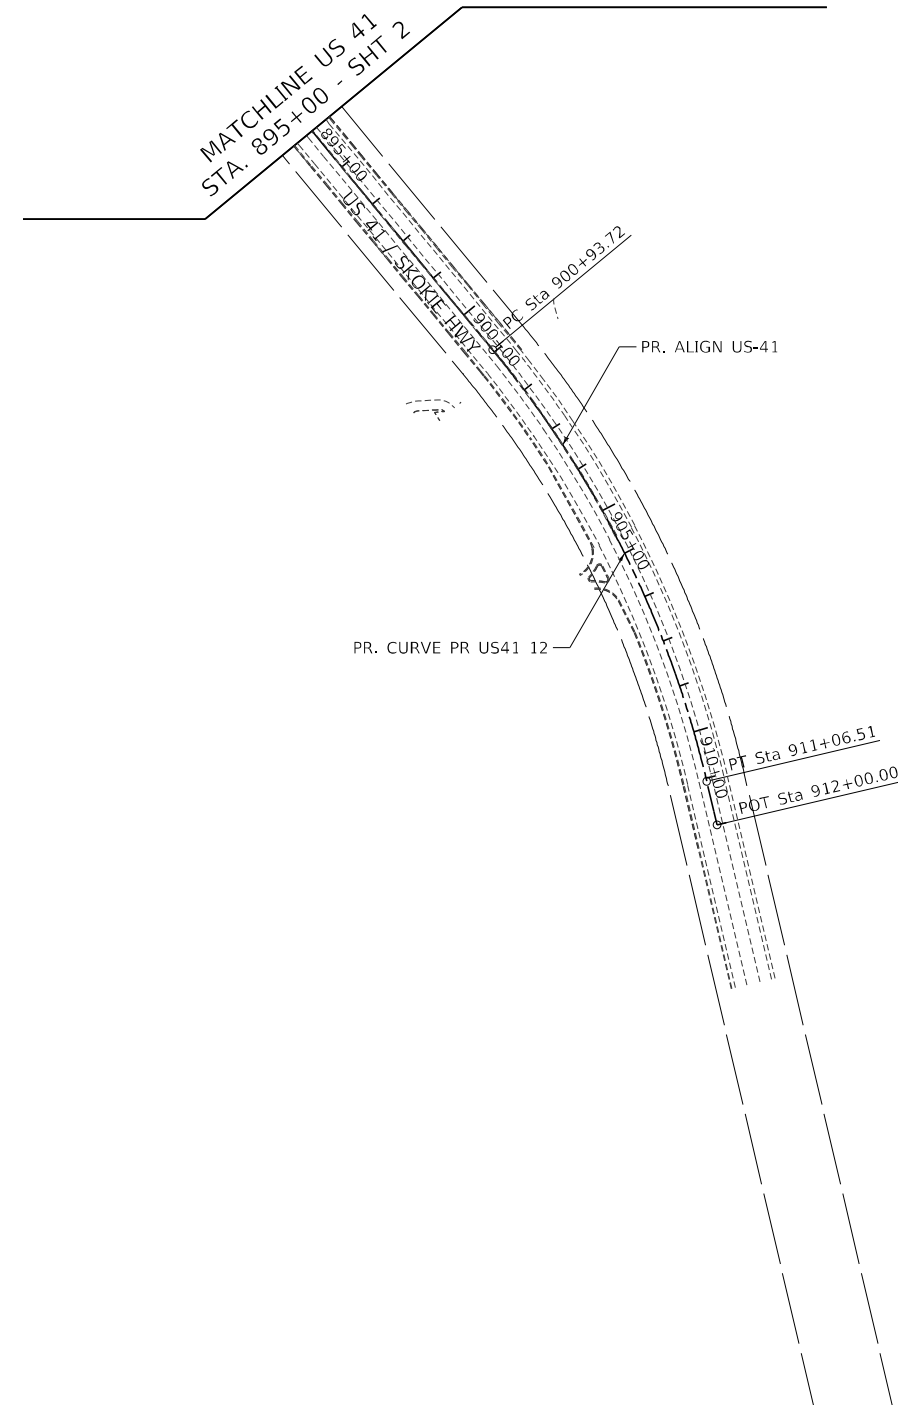 MATCHLINE US 41
STA. 895+00 - SHT 2
895+00
US 41 / SKOKIE HWY
PC Sta 900+93.72
900+00
PR. ALIGN US-41
905+00
PR. CURVE PR US41 12
PT Sta 911+06.51
910+00
POT Sta 912+00.00